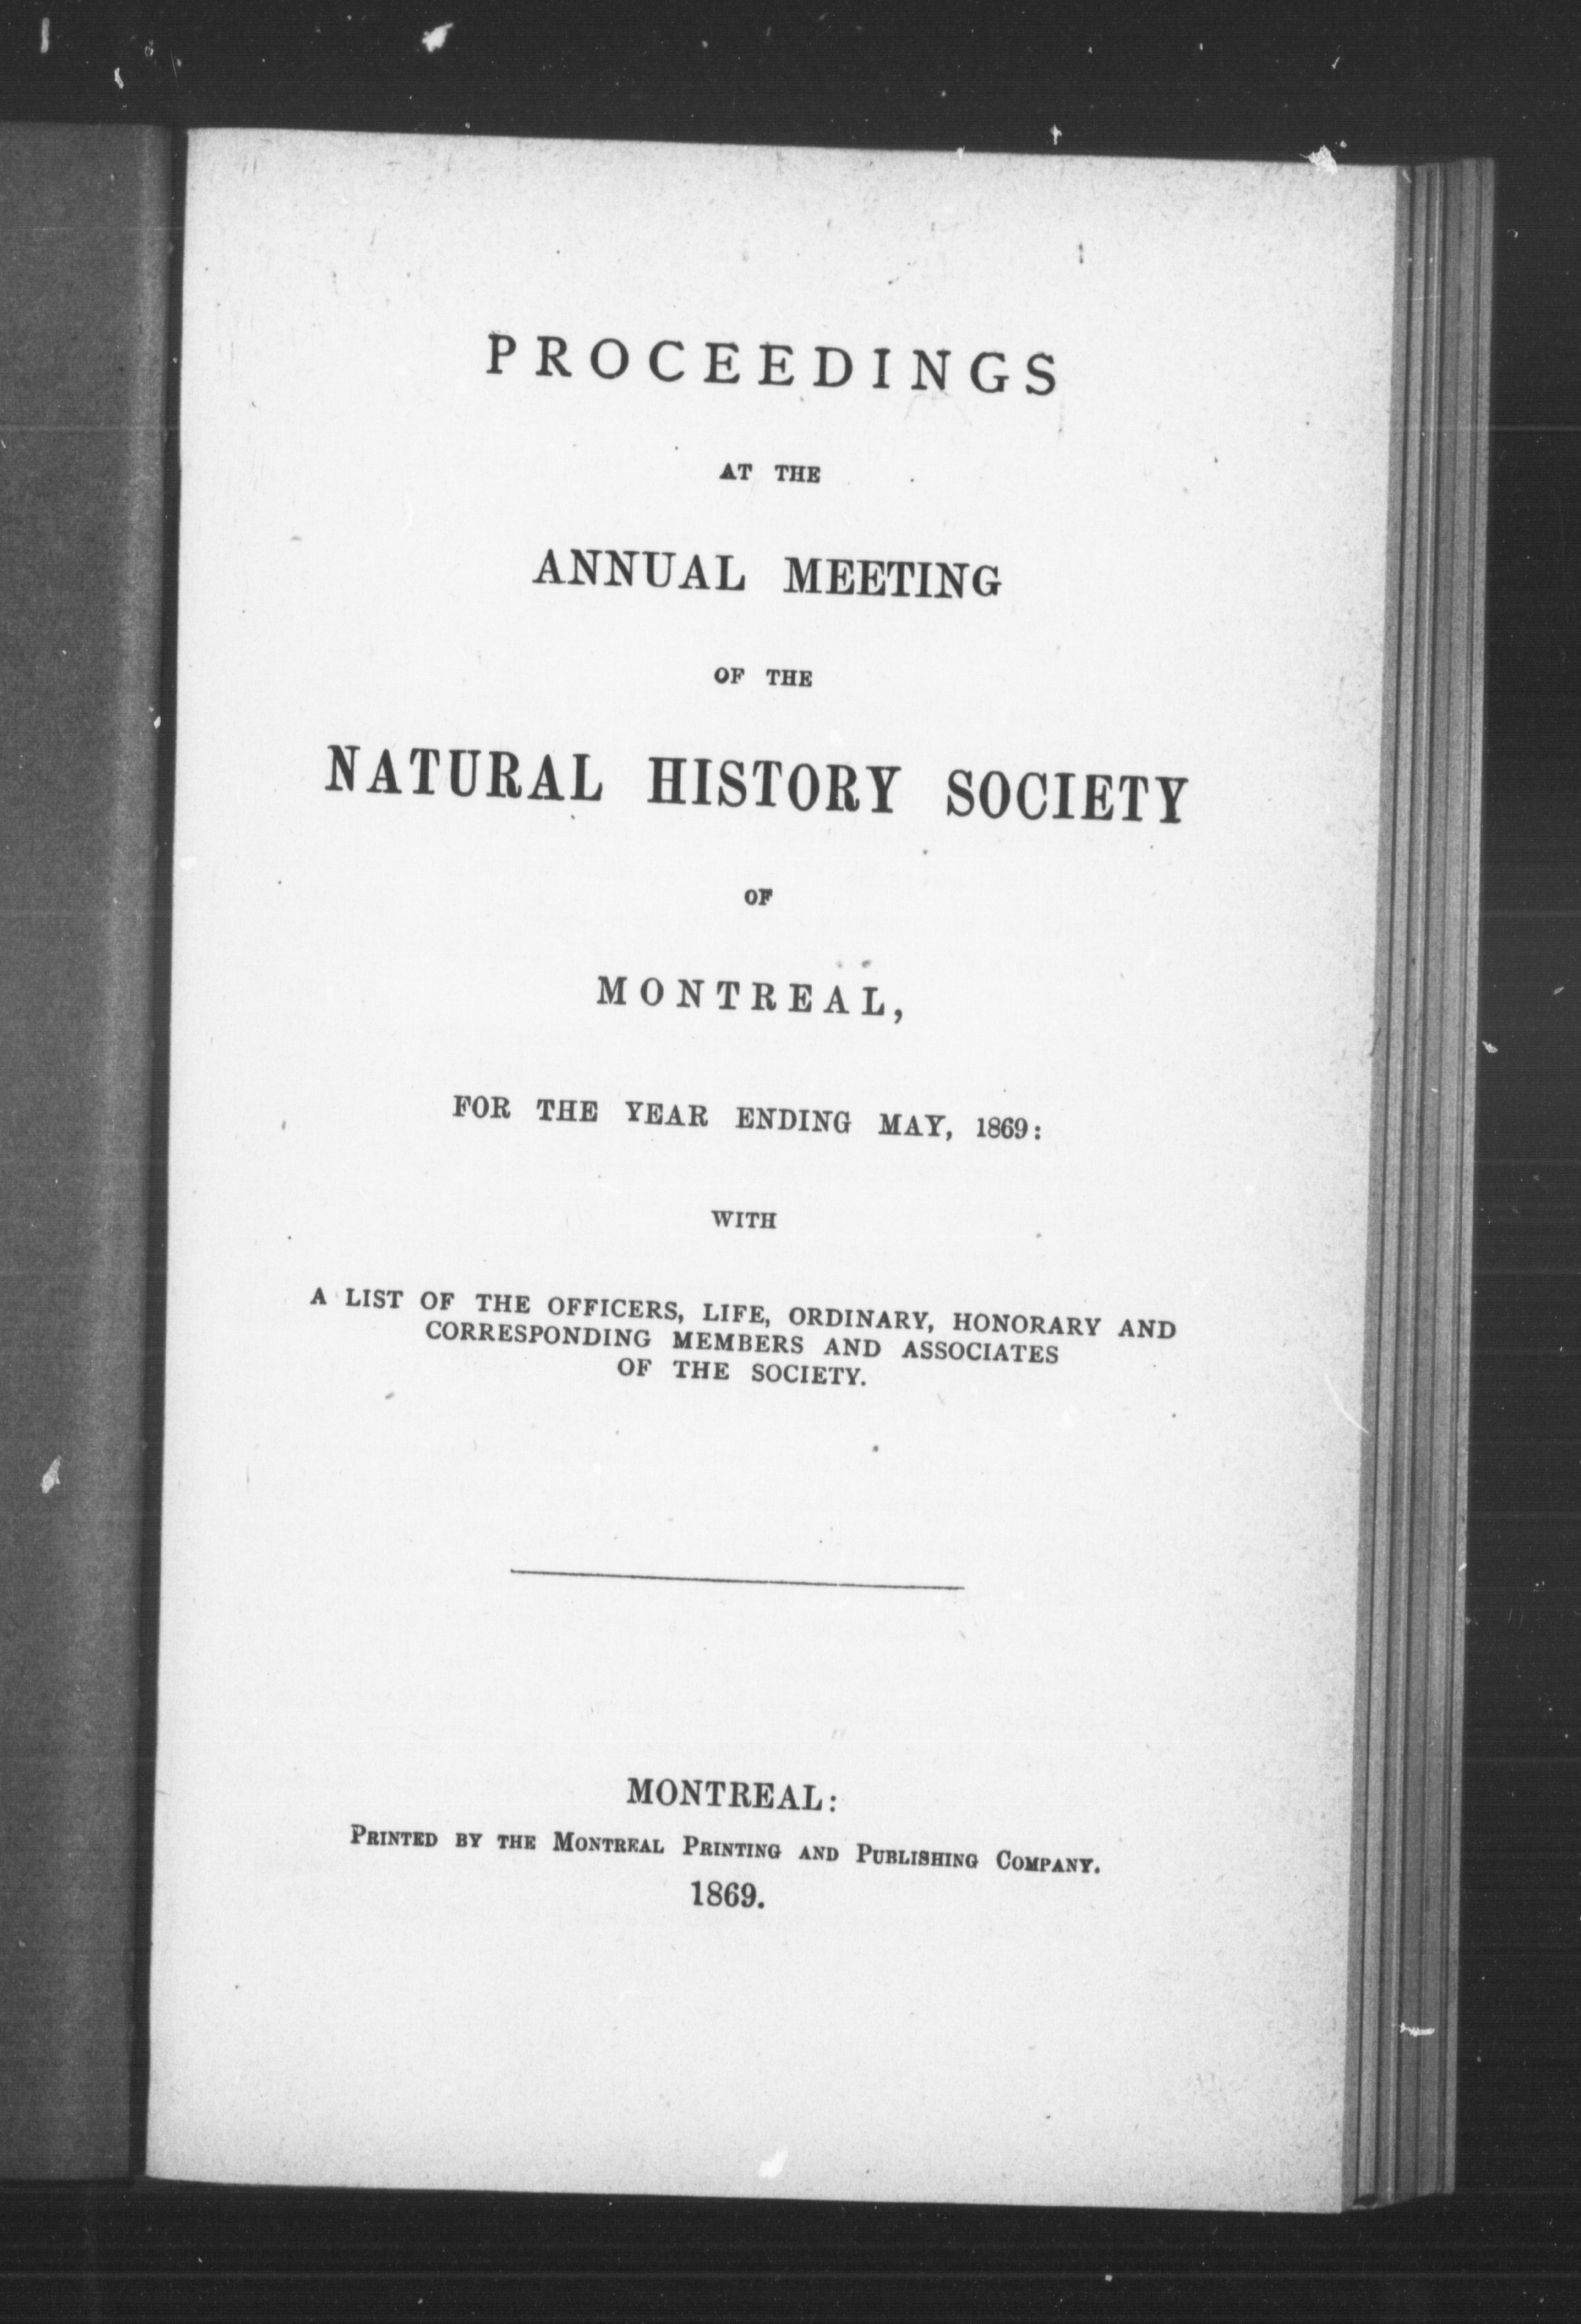 PROCEEDINGS
AT THE
ANNUAL MEETING
OF THE
NATURAL HISTORY SOCIETY
OF
MONTREAL,
FOR THE YEAR ENDING MAY, 1869:
WITH
A LIST OF THE OFFICERS, LIFE, ORDINARY, HONORARY AND
CORRESPONDING MEMBERS AND ASSOCIATES
OF THE SOCIETY.
MONTREAL:
PRINTED BY THE MONTREAL PRINTING AND PUBLISHING COMPANY.
1869.